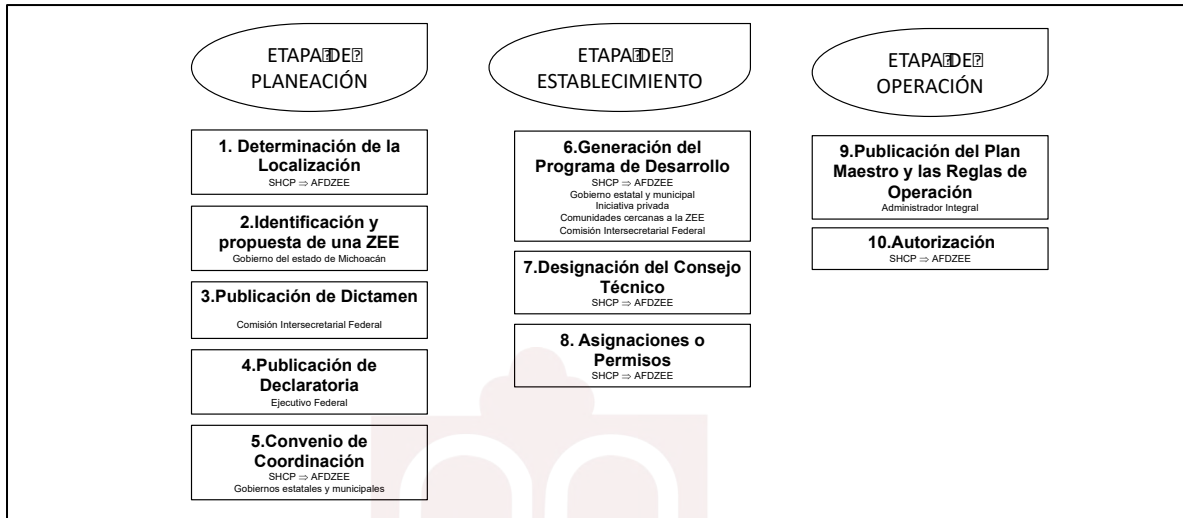 ETAPA DE
PLANEACIÓN
1. Determinación de la
Localización
SHCP ⇒ AFDZEE
2.Identificación y
propuesta de una ZEE
Gobierno del estado de Michoacán
3.Publicación de Dictamen
Comisión Intersecretarial Federal
4.Publicación de
Declaratoria
Ejecutivo Federal
5.Convenio de
Coordinación
SHCP ⇒ AFDZEE
Gobiernos estatales y municipales
ETAPA DE
ESTABLECIMIENTO
6.Generación del
Programa de Desarrollo
SHCP ⇒ AFDZEE
Gobierno estatal y municipal
Iniciativa privada
Comunidades cercanas a la ZEE
Comisión Intersecretarial Federal
7.Designación del Consejo
Técnico
SHCP ⇒ AFDZEE
8. Asignaciones o
Permisos
SHCP ⇒ AFDZEE
ETAPA DE
OPERACIÓN
9.Publicación del Plan
Maestro y las Reglas de
Operación
Administrador Integral
10.Autorización
SHCP ⇒ AFDZEE